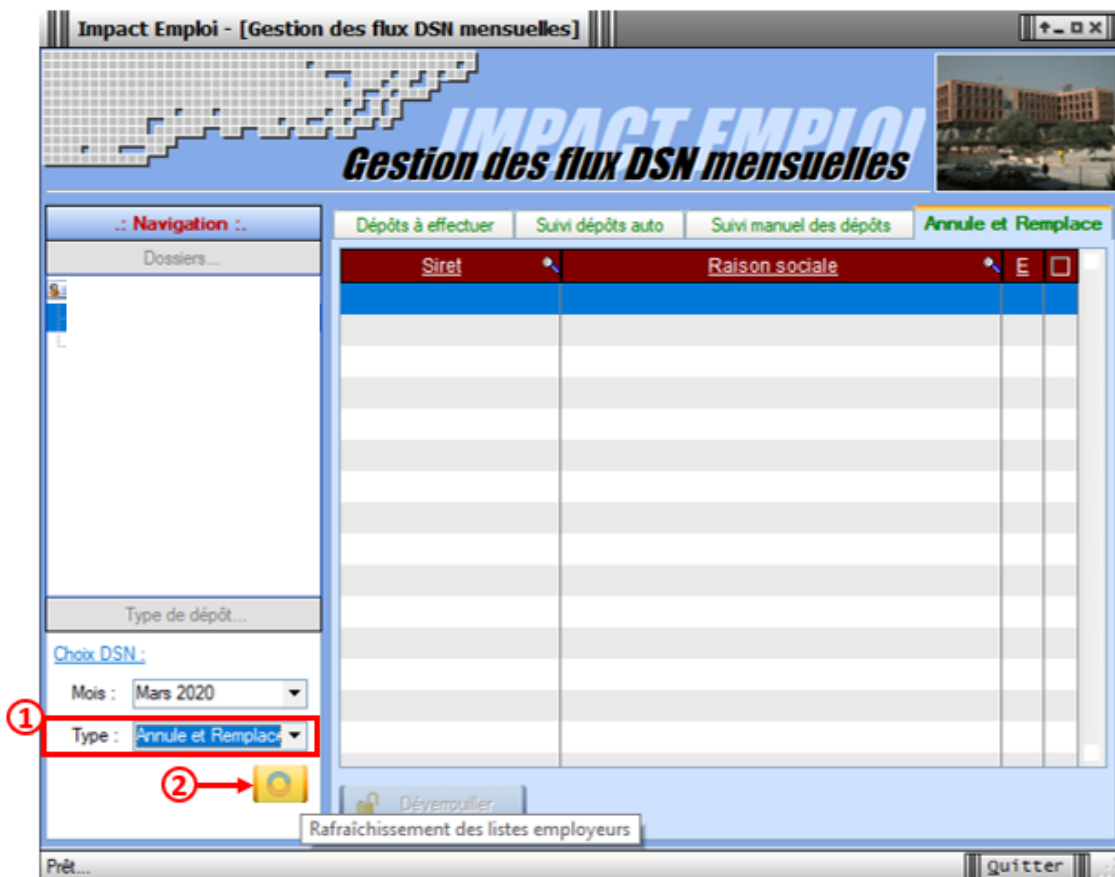 Impact Emploi - [Gestion des flux DSN mensuelles]
IMPACT EMPLOI
Gestion des flux DSN mensuelles
.: Navigation :.
Dépôts à effectuer
Suivi dépôts auto
Suivi manuel des dépôts
Annule et Remplace
Dossiers...
Siret
Raison sociale
E
Type de dépôt...
Choix DSN :
Mois : Mars 2020
1
Type : Annule et Remplace
2
Déverrouiller
Rafraîchissement des listes employeurs
Prêt...
Quitter